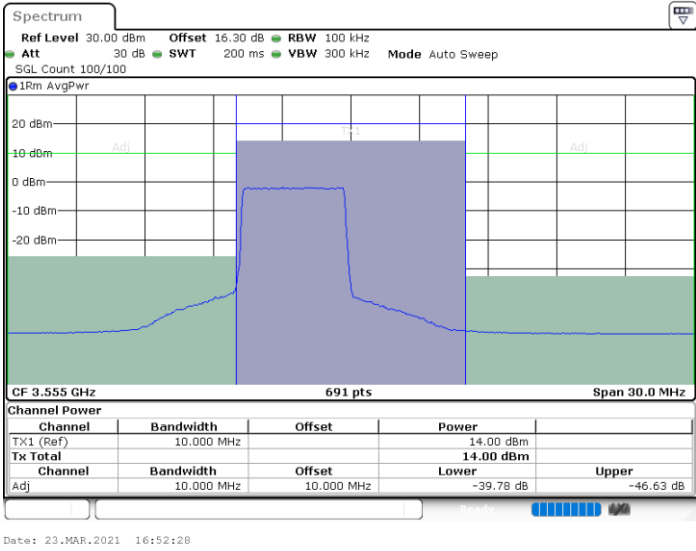 Spectrum
Ref Level 30.00 dBm Offset 16.30 dB RBW 100 kHz
Att 30 dB SWT 200 ms VBW 300 kHz Mode Auto Sweep
SGL Count 100/100
1Rm AvgPwr
20 dBm
TX1
10 dBm Adj Adj
0 dBm
-10 dBm
-20 dBm
CF 3.555 GHz 691 pts Span 30.0 MHz
Channel Power
Channel Bandwidth Offset Power
TX1 (Ref) 10.000 MHz 14.00 dBm
Tx Total 14.00 dBm
Channel Bandwidth Offset Lower Upper
Adj 10.000 MHz 10.000 MHz -39.78 dB -46.63 dB
Ready
Date: 23.MAR.2021 16:52:28